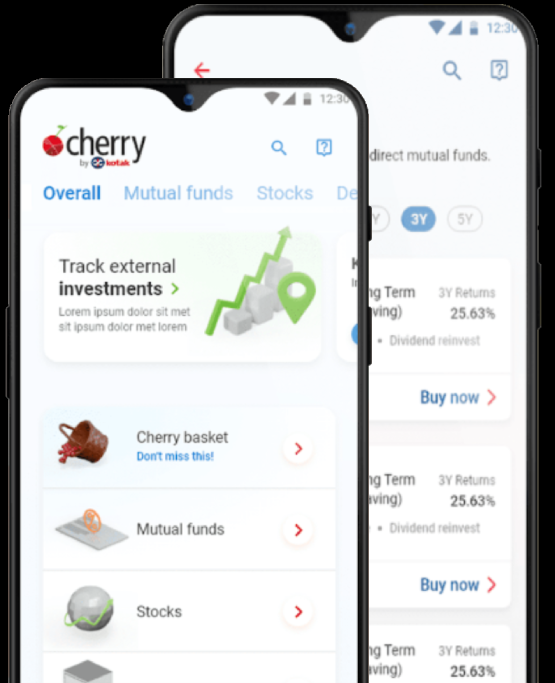 12:30
direct mutual funds.
3Y
5Y
ng Term
3Y Returns
25.63%
• Dividend reinvest
Buy now
ng Term
3Y Returns
25.63%
• Dividend reinvest
Buy now
ng Term
3Y Returns
25.63%
12:30
cherry
by kotak
Overall Mutual funds Stocks De
Track external
investments
Lorem ipsum dolor sit met
sit ipsum dolor met lorem
Cherry basket
Don't miss this!
Mutual funds
Stocks